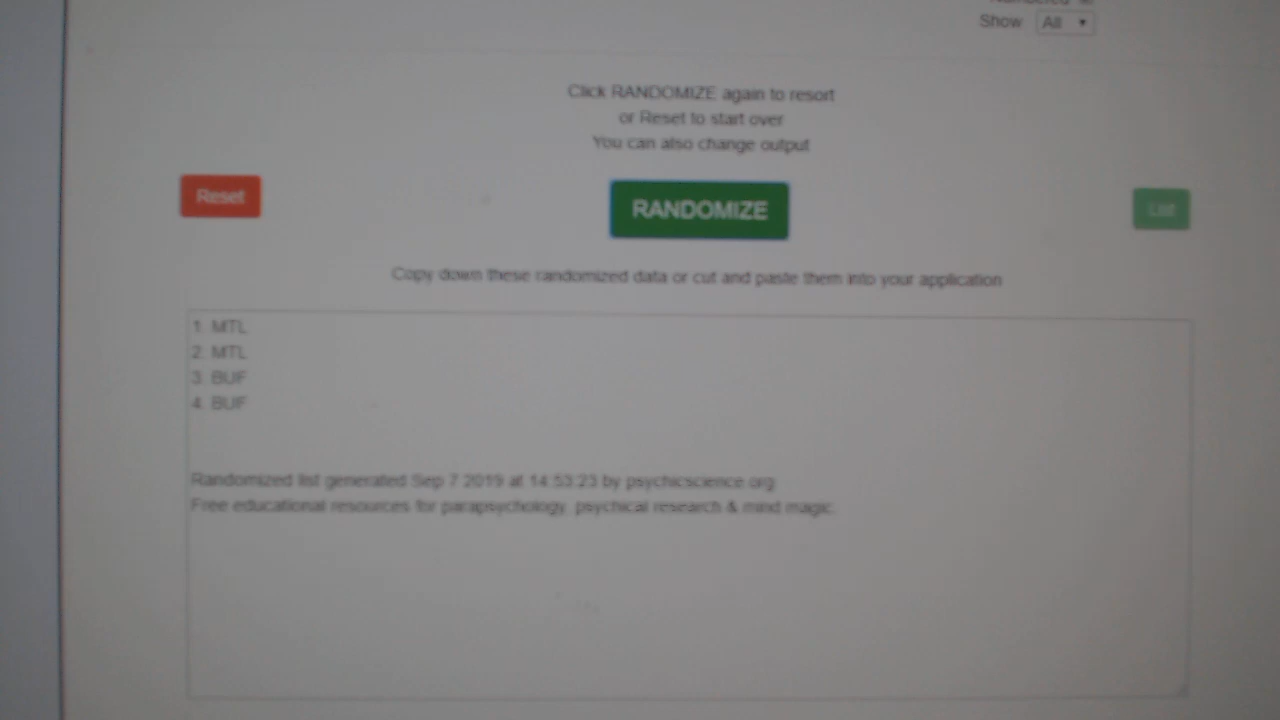 Show All
Click RANDOMIZE again to resort
or Reset to start over
You can also change output
Reset
RANDOMIZE
List
Copy down these randomized data or cut and paste them into your application
1. MTL
2. MTL
3. BUF
4. BUF
Randomized list generated Sep 7 2019 at 14:53:23 by psychicscience.org
Free educational resources for parapsychology, psychical research & mind magic.